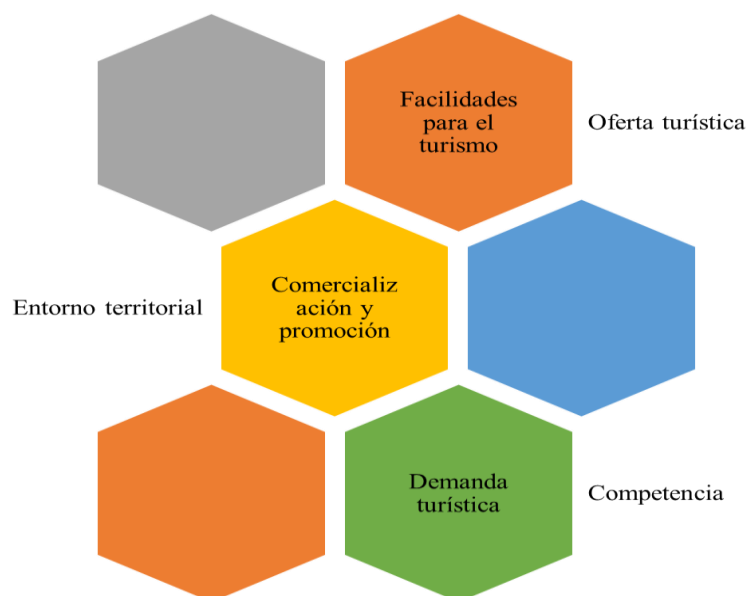 Facilidades
para el
turismo
Oferta turística
Entorno territorial
Comercializ
ación y
promoción
Demanda
turística
Competencia